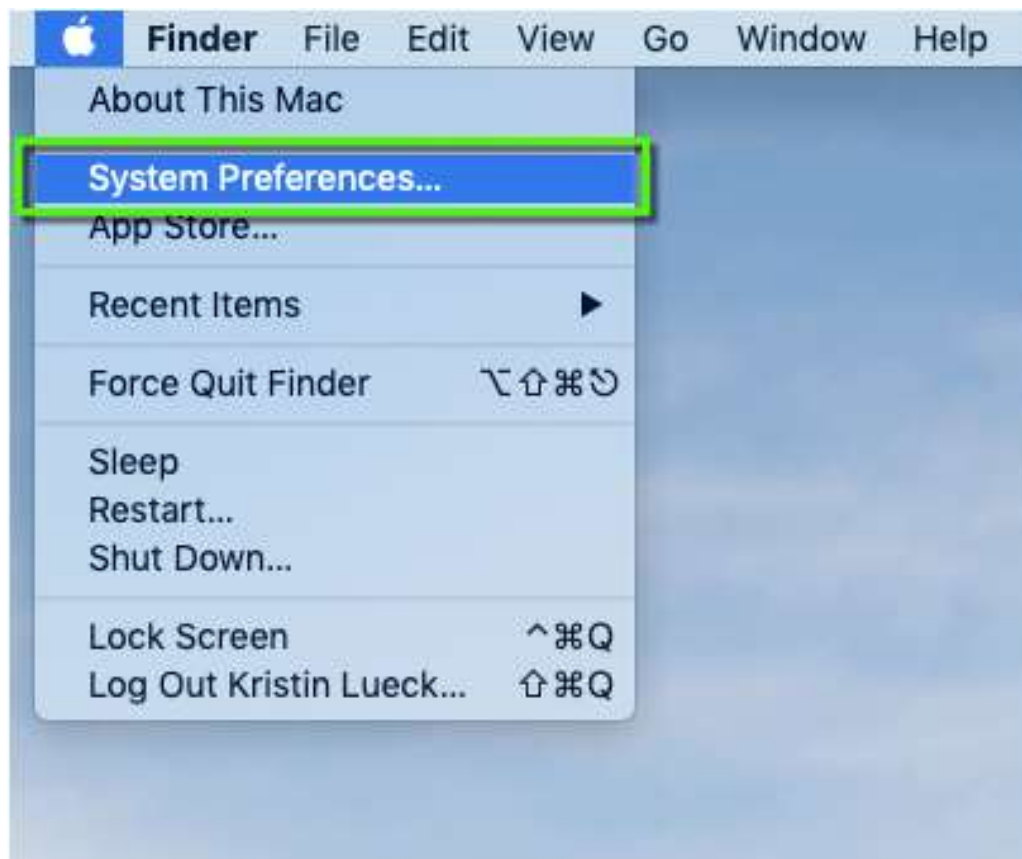 Finder File Edit View Go Window Help
About This Mac
System Preferences...
App Store...
Recent Items ▶
Force Quit Finder ⌥⇧⌘⎋
Sleep
Restart...
Shut Down...
Lock Screen ^⌘Q
Log Out Kristin Lueck... ⇧⌘Q